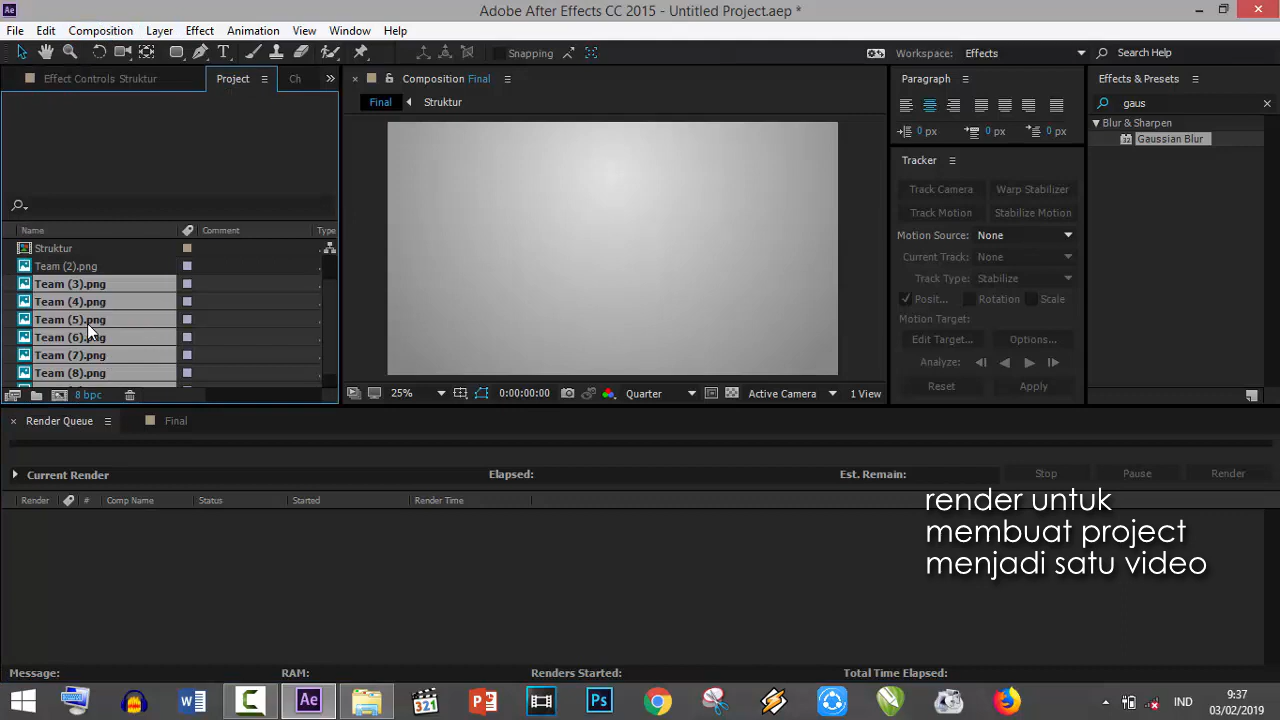 Adobe After Effects CC 2015 - Untitled Project.aep *
File Edit Composition Layer Effect Animation View Window Help
Snapping
Workspace: Effects
Search Help
Effect Controls Struktur
Project
Ch
Composition Final
Final
Struktur
Name
Comment
Type
Struktur
Team (2).png
Team (3).png
Team (4).png
Team (5).png
Team (6).png
Team (7).png
Team (8).png
8 bpc
25%
0:00:00:00
Quarter
Active Camera
1 View
Paragraph
0 px
0 px
0 px
Tracker
Track Camera
Warp Stabilizer
Track Motion
Stabilize Motion
Motion Source: None
Current Track: None
Track Type: Stabilize
Posit...
Rotation
Scale
Motion Target:
Edit Target...
Options...
Analyze:
Reset
Apply
Effects & Presets
gaus
Blur & Sharpen
32
Gaussian Blur
Render Queue
Final
Current Render
Elapsed:
Est. Remain:
Stop
Pause
Render
Render
#
Comp Name
Status
Started
Render Time
render untuk
membuat project
menjadi satu video
Message:
RAM:
Renders Started:
Total Time Elapsed:
IND
9:37
03/02/2019